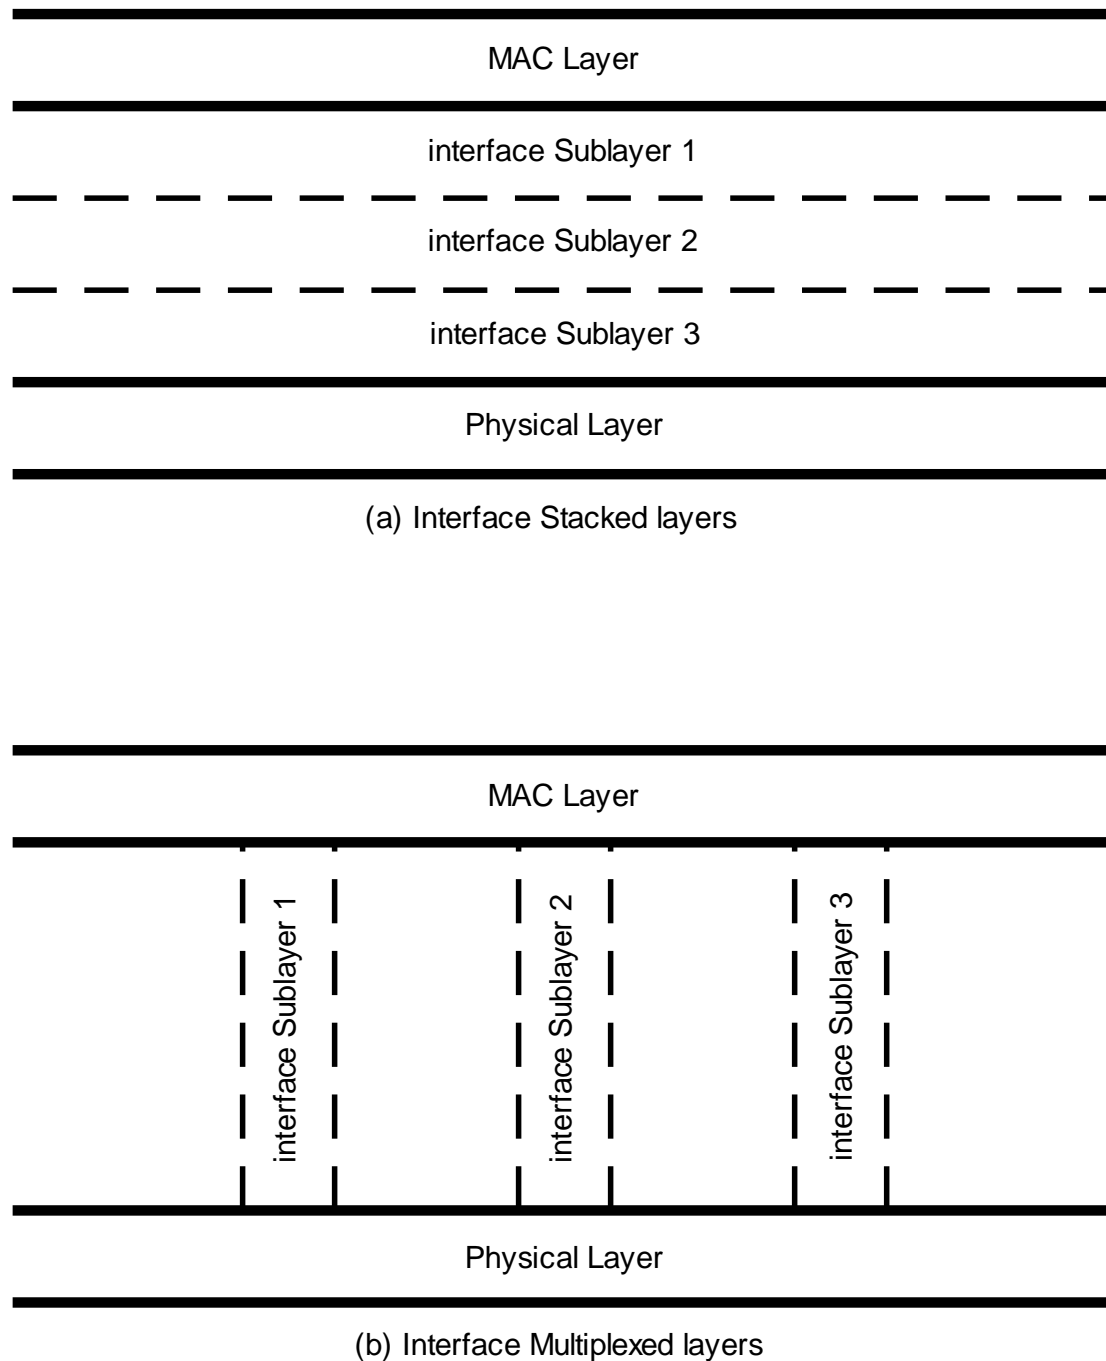 MAC Layer
interface Sublayer 1
interface Sublayer 2
interface Sublayer 3
Physical Layer
(a) Interface Stacked layers
MAC Layer
interface Sublayer 1
interface Sublayer 2
interface Sublayer 3
Physical Layer
(b) Interface Multiplexed layers